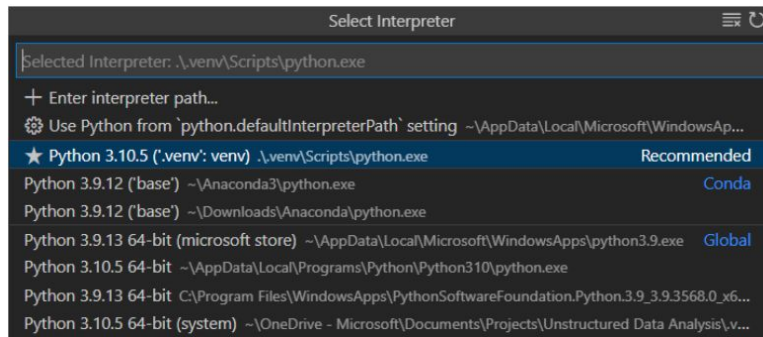 Select Interpreter
Selected Interpreter: .\.venv\Scripts\python.exe
+ Enter interpreter path...
Use Python from `python.defaultInterpreterPath` setting ~\AppData\Local\Microsoft\WindowsAp...
★ Python 3.10.5 ('.venv': venv) .\.venv\Scripts\python.exe Recommended
Python 3.9.12 ('base') ~\Anaconda3\python.exe Conda
Python 3.9.12 ('base') ~\Downloads\Anaconda\python.exe
Python 3.9.13 64-bit (microsoft store) ~\AppData\Local\Microsoft\WindowsApps\python3.9.exe Global
Python 3.10.5 64-bit ~\AppData\Local\Programs\Python\Python310\python.exe
Python 3.9.13 64-bit C:\Program Files\WindowsApps\PythonSoftwareFoundation.Python.3.9_3.9.3568.0_x6...
Python 3.10.5 64-bit (system) ~\OneDrive - Microsoft\Documents\Projects\Unstructured Data Analysis\.v...